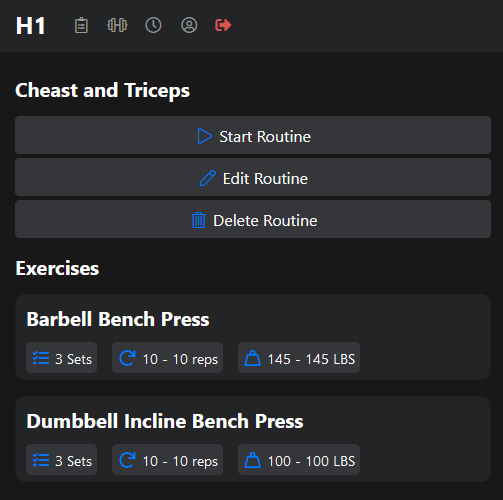 H1
Cheast and Triceps
Start Routine
Edit Routine
Delete Routine
Exercises
Barbell Bench Press
3 Sets 10 - 10 reps 145 - 145 LBS
Dumbbell Incline Bench Press
3 Sets 10 - 10 reps 100 - 100 LBS